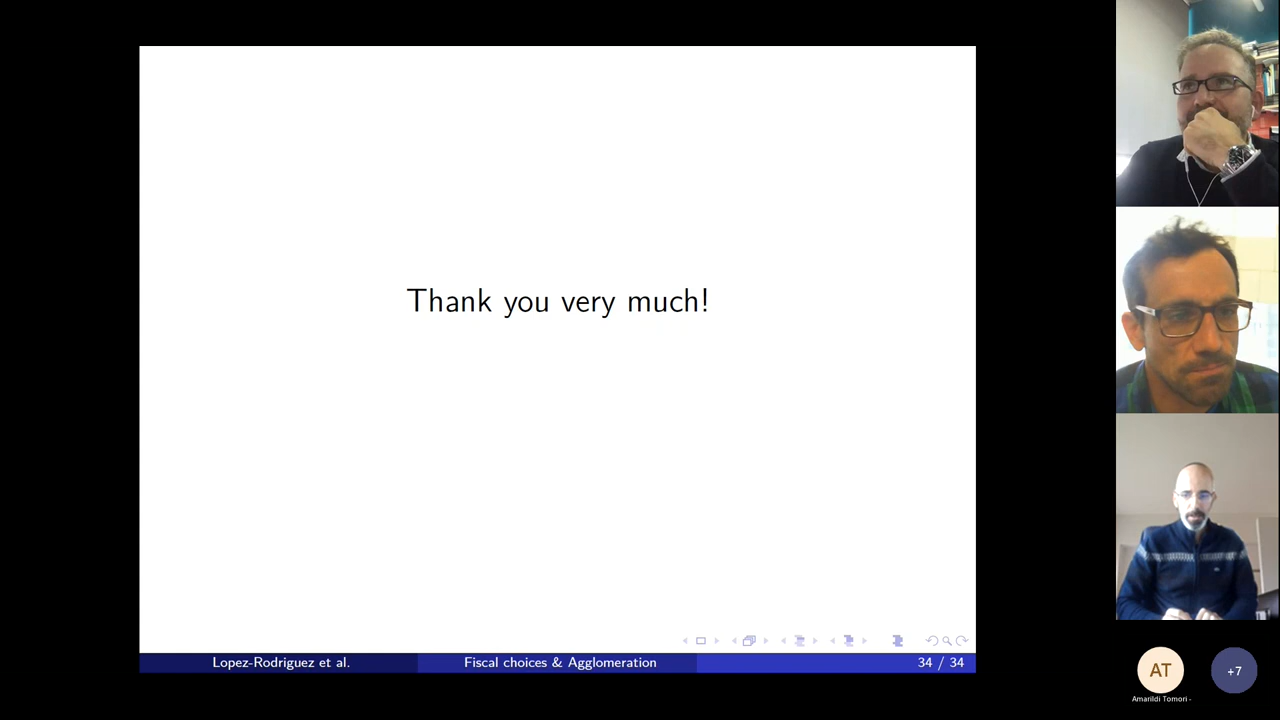 Thank you very much!
Lopez-Rodriguez et al.
Fiscal choices & Agglomeration
34 / 34
AT
+7
Amarildi Tomori -